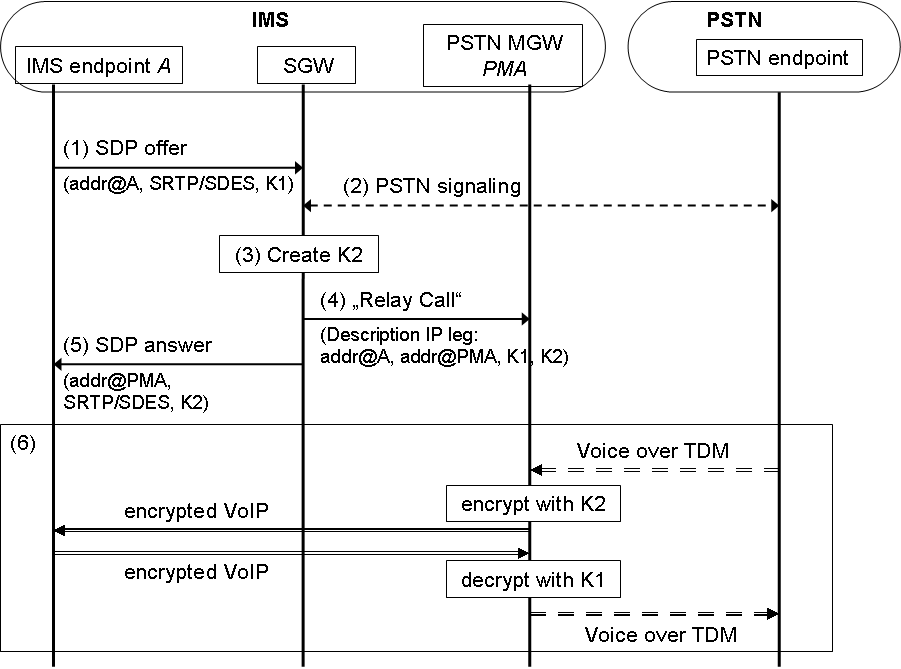 IMS
PSTN
IMS endpoint A
SGW
PSTN MGW
PMA
PSTN endpoint
(1) SDP offer
(addr@A, SRTP/SDES, K1)
(2) PSTN signaling
(3) Create K2
(4) „Relay Call“
(Description IP leg:
addr@A, addr@PMA, K1, K2)
(5) SDP answer
(addr@PMA,
SRTP/SDES, K2)
(6)
Voice over TDM
encrypt with K2
encrypted VoIP
encrypted VoIP
decrypt with K1
Voice over TDM